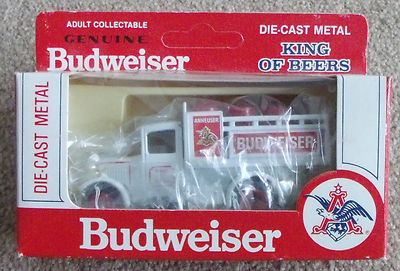 ADULT COLLECTABLE
GENUINE
Budweiser
DIE-CAST METAL
KING
OF BEERS
DIE-CAST METAL
ANHEUSER
BUDWEISER
A
Budweiser